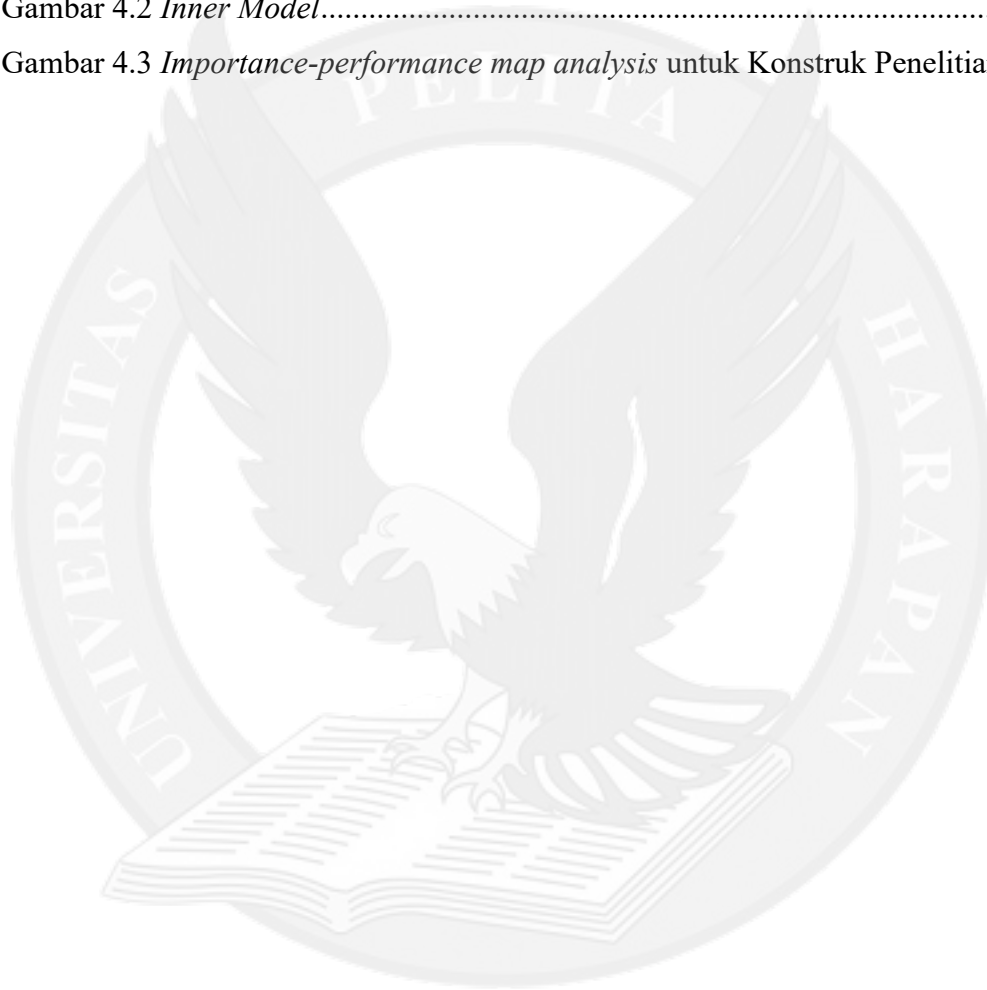 Gambar 4.2 Inner Model....................................................................................
Gambar 4.3 Importance-performance map analysis untuk Konstruk Penelitia
PELITA
UNIVERSITAS
HARAPAN